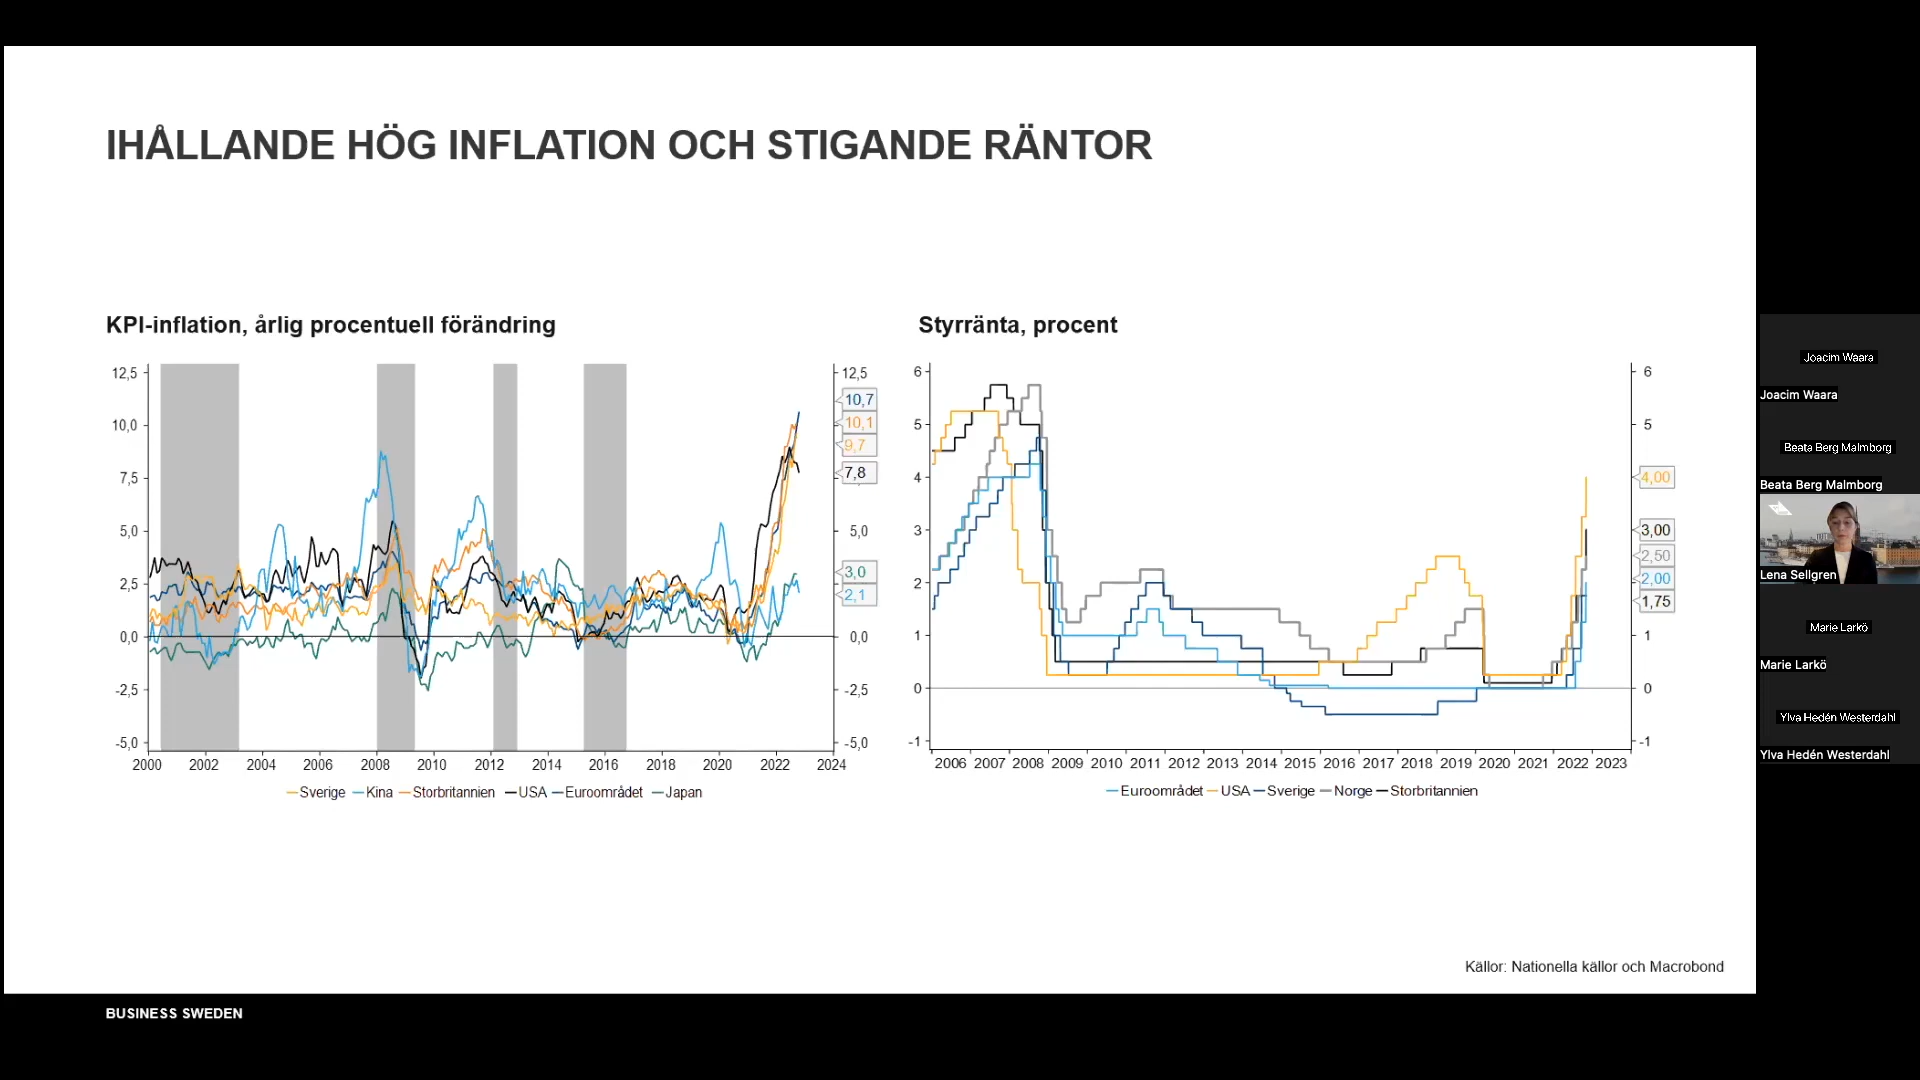 IHÅLLANDE HÖG INFLATION OCH STIGANDE RÄNTOR
KPI-inflation, årlig procentuell förändring
12,5
10,0
7,5
5,0
2,5
0,0
-2,5
-5,0
12,5
10,7
10,1
9,7
7,8
5,0
3,0
2,1
0,0
-2,5
-5,0
2000 2002 2004 2006 2008 2010 2012 2014 2016 2018 2020 2022 2024
Sverige Kina Storbritannien USA Euroområdet Japan
Styrränta, procent
6
5
4
3
2
1
0
-1
6
5
4,00
3,00
2,50
2,00
1,75
1
0
-1
2006 2007 2008 2009 2010 2011 2012 2013 2014 2015 2016 2017 2018 2019 2020 2021 2022 2023
Euroområdet USA Sverige Norge Storbritannien
Källor: Nationella källor och Macrobond
BUSINESS SWEDEN
Joacim Waara
Joacim Waara
Beata Berg Malmborg
Beata Berg Malmborg
Lena Sellgren
Marie Larkö
Marie Larkö
Ylva Hedén Westerdahl
Ylva Hedén Westerdahl